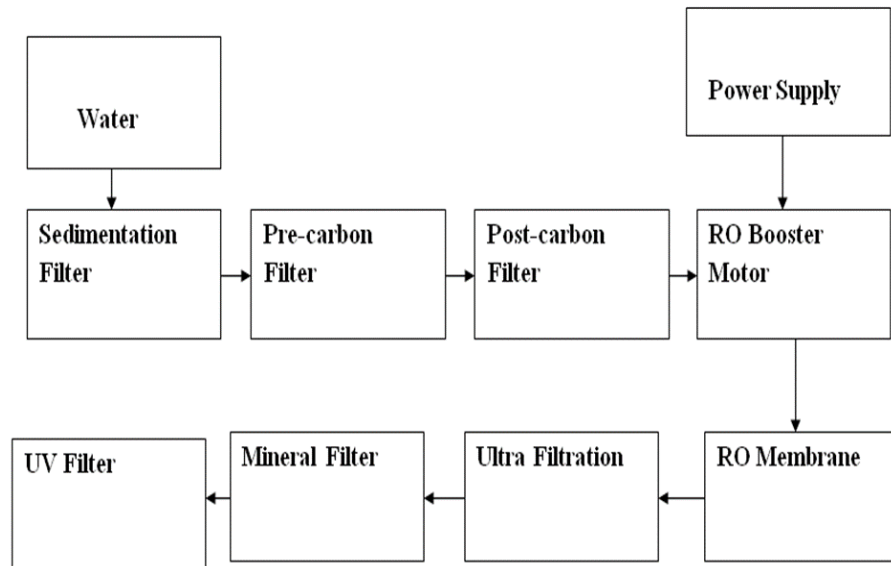 Water
Power Supply
Sedimentation
Filter
Pre-carbon
Filter
Post-carbon
Filter
RO Booster
Motor
UV Filter
Mineral Filter
Ultra Filtration
RO Membrane